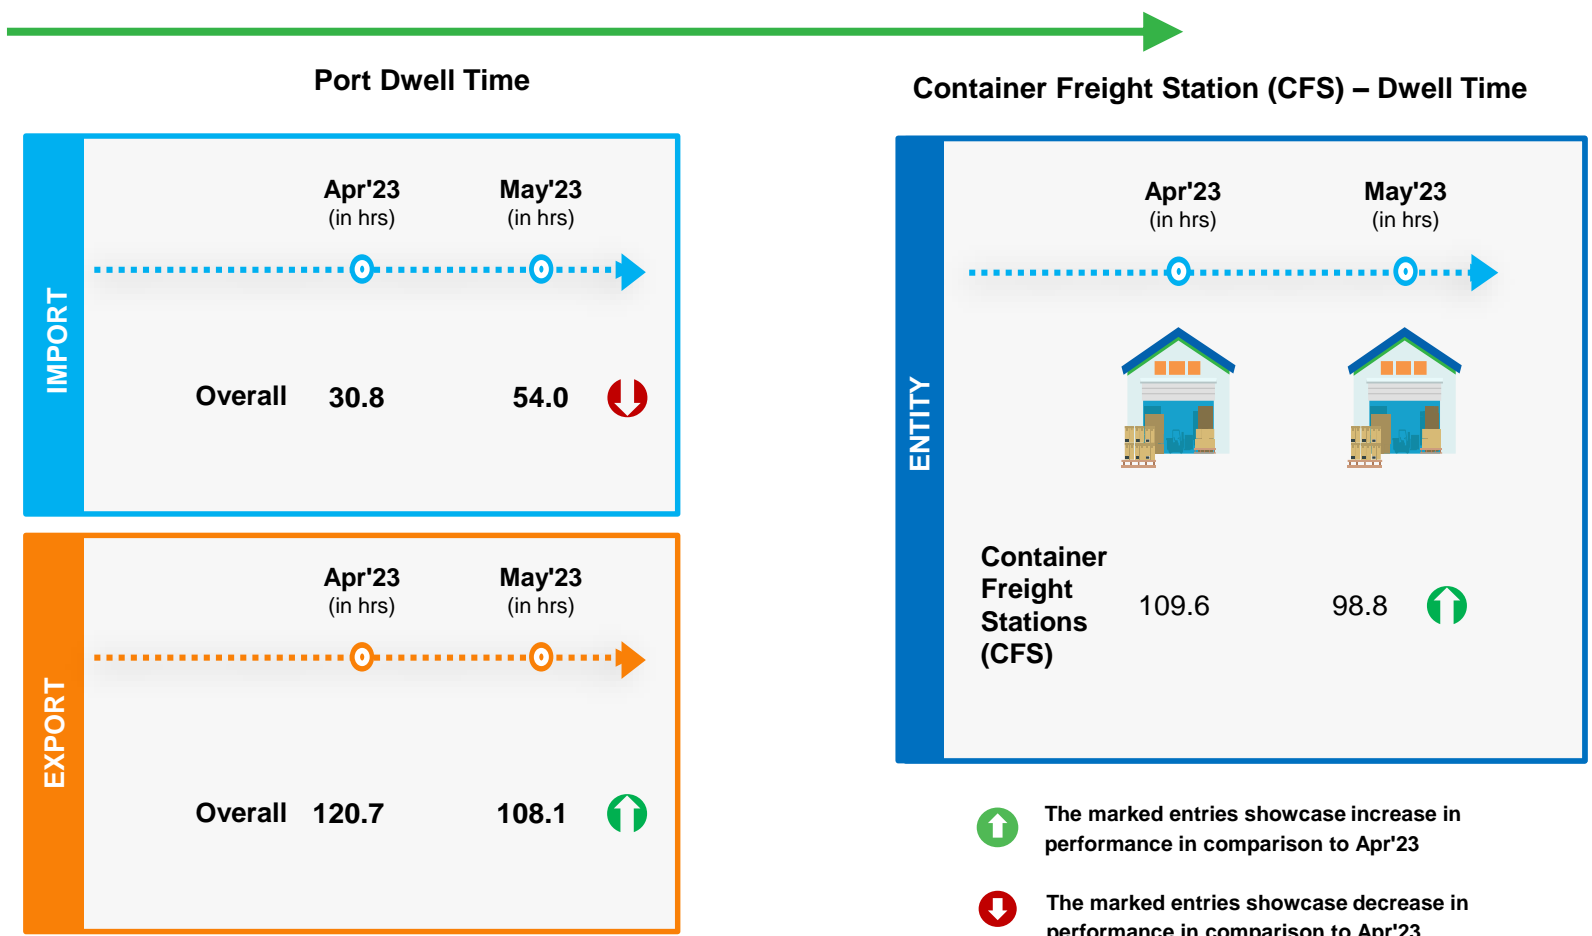 Port Dwell Time
Container Freight Station (CFS) – Dwell Time
IMPORT
Apr'23 May'23
(in hrs) (in hrs)
Overall 30.8 54.0
EXPORT
Apr'23 May'23
(in hrs) (in hrs)
Overall 120.7 108.1
ENTITY
Apr'23 May'23
(in hrs) (in hrs)
Container
Freight
Stations
(CFS)
109.6 98.8
The marked entries showcase increase in
performance in comparison to Apr'23
The marked entries showcase decrease in
performance in comparison to Apr'23